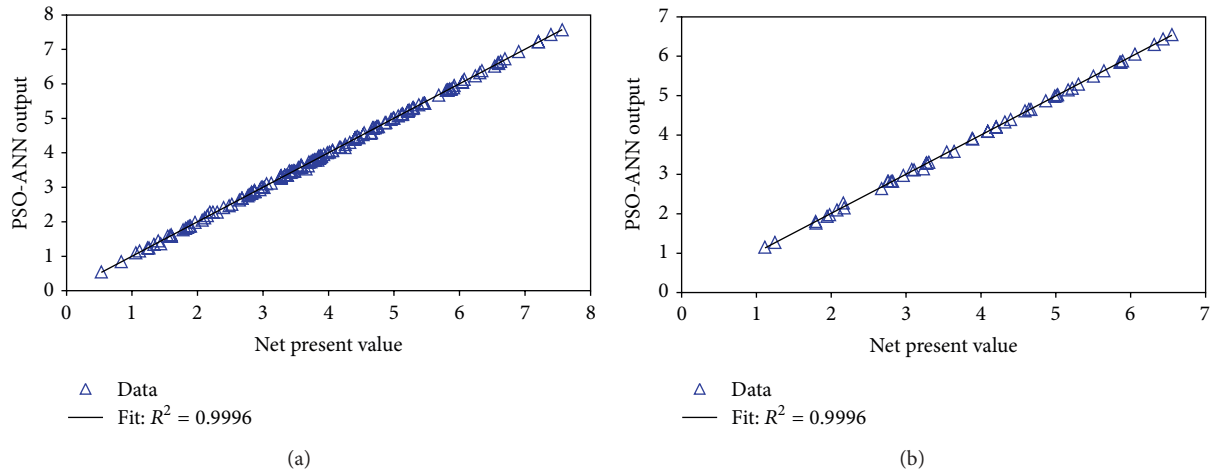 8
7
6
5
4
3
2
1
0
PSO-ANN output
0 1 2 3 4 5 6 7 8
Net present value
Data
Fit: R² = 0.9996
(a)
7
6
5
4
3
2
1
0
PSO-ANN output
0 1 2 3 4 5 6 7
Net present value
Data
Fit: R² = 0.9996
(b)